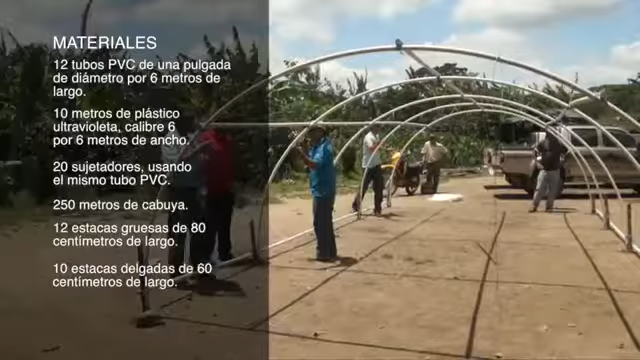 MATERIALES
12 tubos PVC de una pulgada
de diámetro por 6 metros de
largo.
10 metros de plástico
ultravioleta, calibre 6
por 6 metros de ancho.
20 sujetadores, usando
el mismo tubo PVC.
250 metros de cabuya.
12 estacas gruesas de 80
centímetros de largo.
10 estacas delgadas de 60
centímetros de largo.